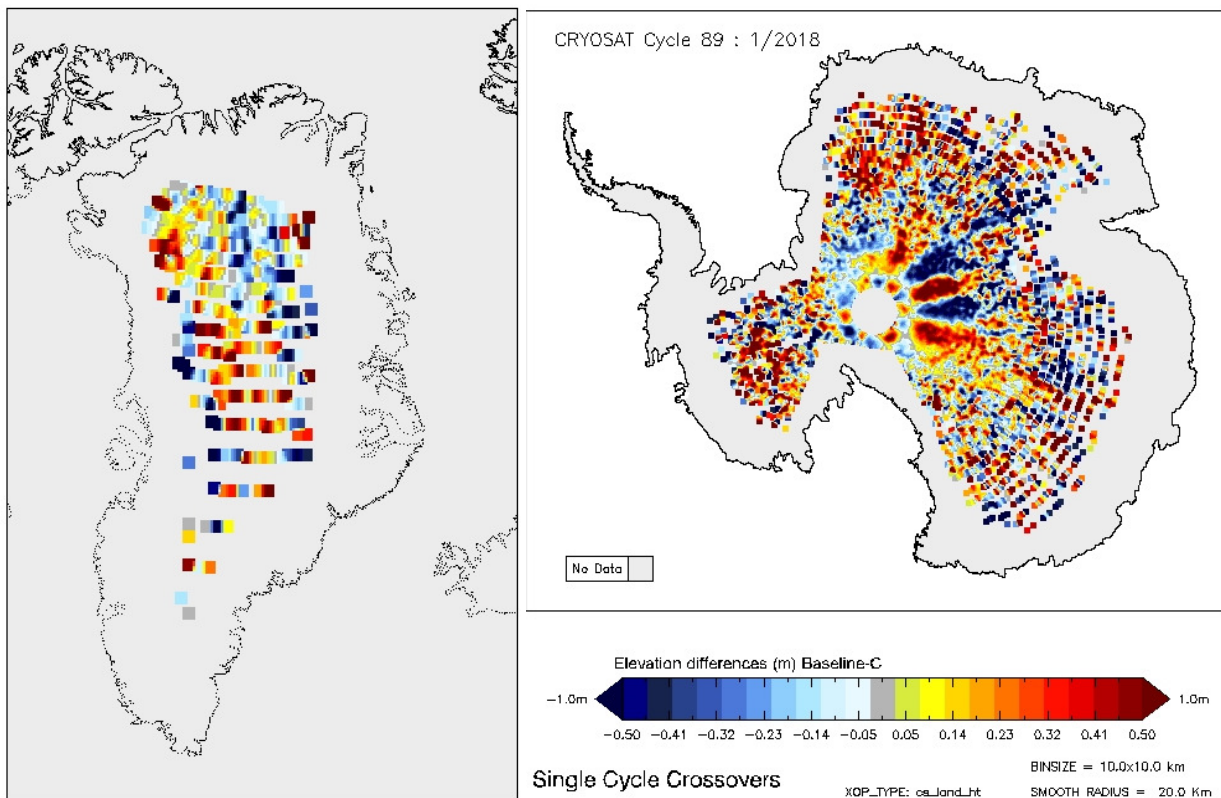 CRYOSAT Cycle 89 : 1/2018
No Data
Elevation differences (m) Baseline-C
-1.0m 1.0m
-0.50 -0.41 -0.32 -0.23 -0.14 -0.05 0.05 0.14 0.23 0.32 0.41 0.50
BINSIZE = 10.0x10.0 km
Single Cycle Crossovers
XOP_TYPE: cs_land_ht SMOOTH RADIUS = 20.0 Km